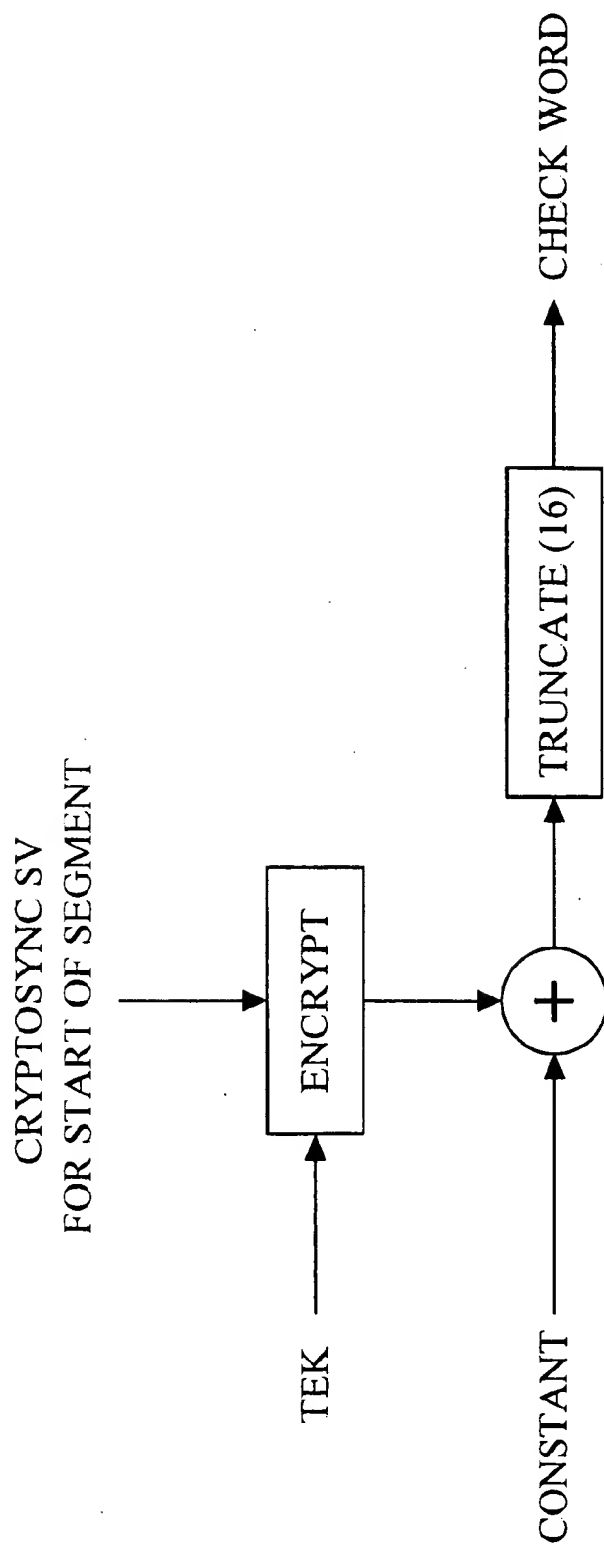 CRYPTOSYNC SV
FOR START OF SEGMENT
TEK
ENCRYPT
CONSTANT
+
TRUNCATE (16)
CHECK WORD